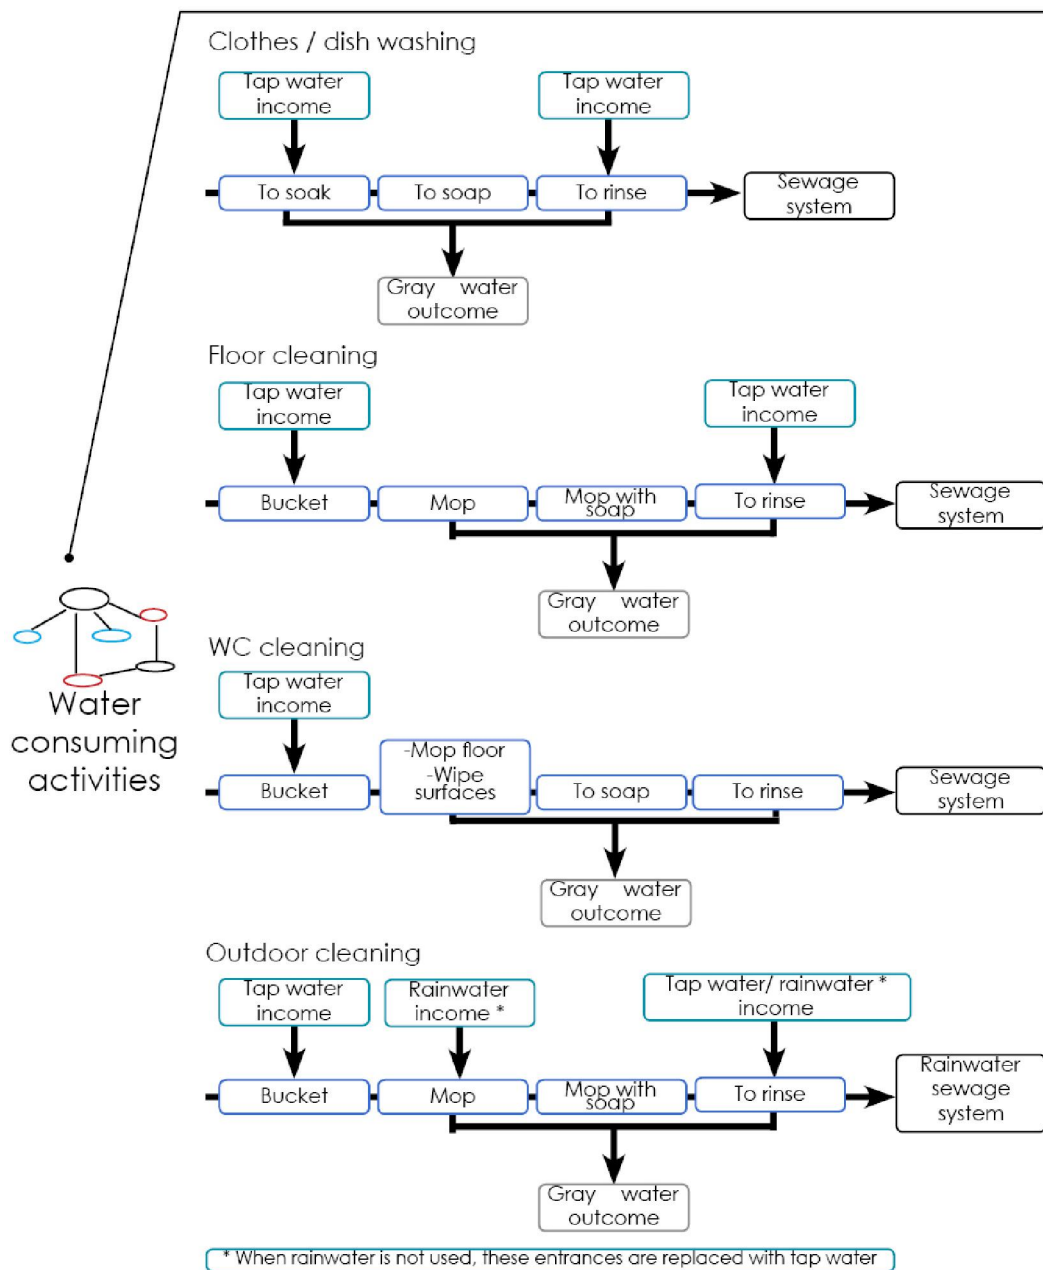 Clothes / dish washing
Tap water
income
Tap water
income
To soak
To soap
To rinse
Sewage
system
Gray water
outcome
Floor cleaning
Tap water
income
Tap water
income
Bucket
Mop
Mop with
soap
To rinse
Sewage
system
Gray water
outcome
WC cleaning
Tap water
income
Water
consuming
activities
Bucket
-Mop floor
-Wipe
surfaces
To soap
To rinse
Sewage
system
Gray water
outcome
Outdoor cleaning
Tap water
income
Rainwater
income *
Tap water/ rainwater *
income
Bucket
Mop
Mop with
soap
To rinse
Rainwater
sewage
system
Gray water
outcome
* When rainwater is not used, these entrances are replaced with tap water